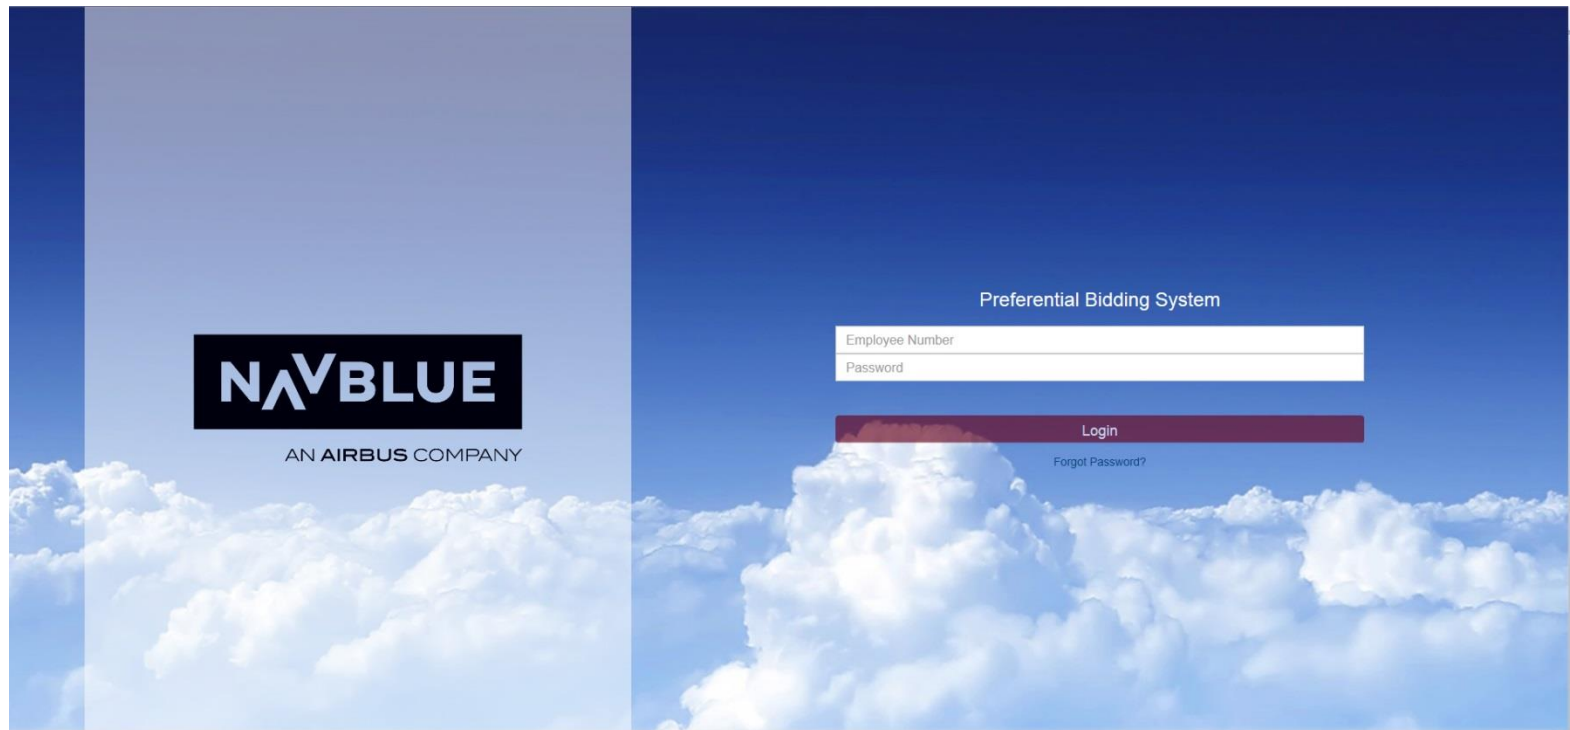 NAVBLUE
AN AIRBUS COMPANY
Preferential Bidding System
Employee Number
Password
Login
Forgot Password?